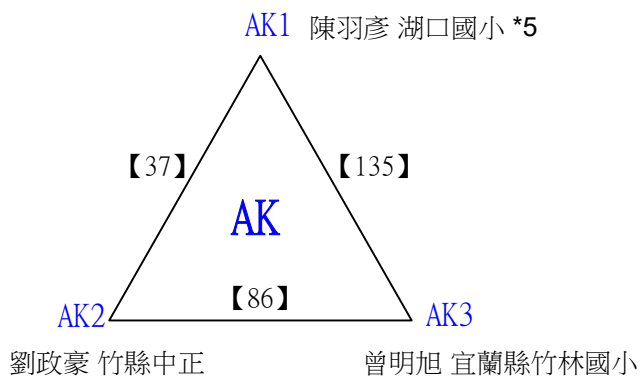 AK1 陳羽彥 湖口國小 *5
【37】 【135】
AK
【86】
AK2 AK3
劉政豪 竹縣中正 曾明旭 宜蘭縣竹林國小